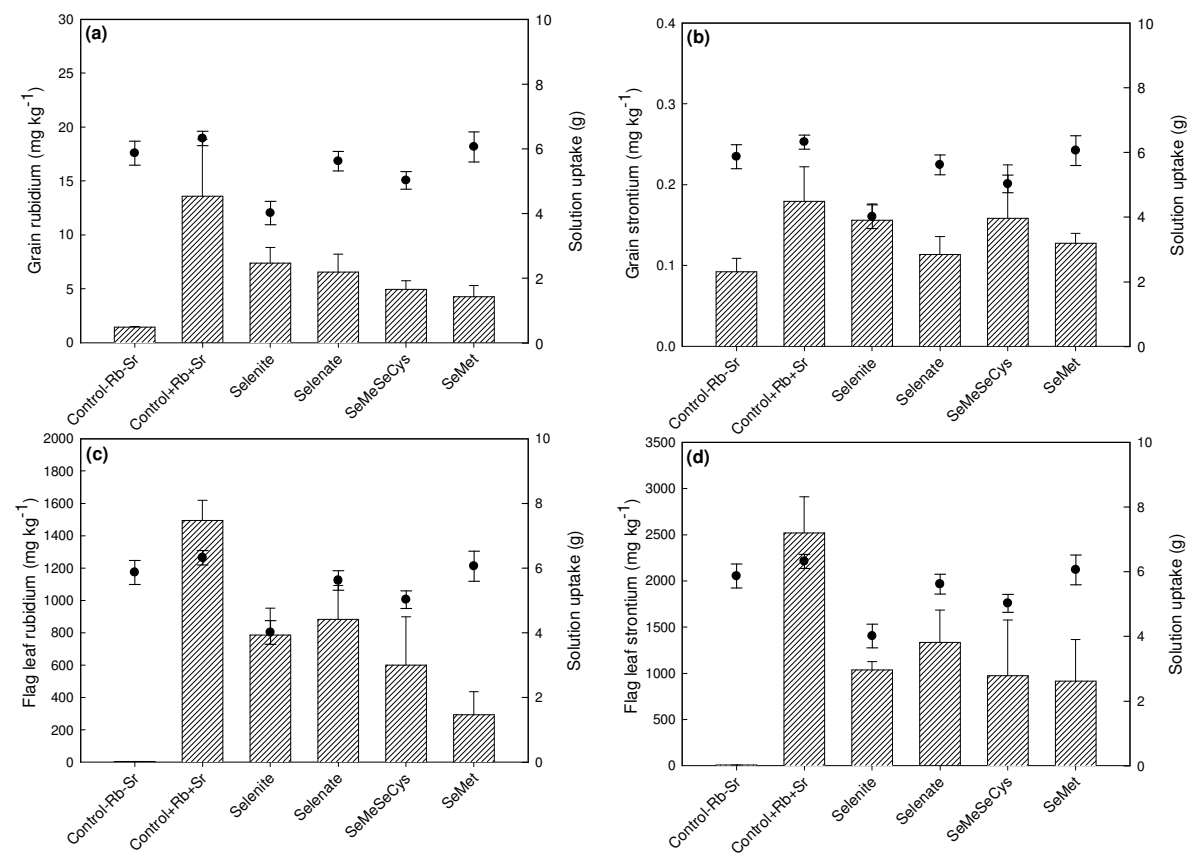 (a)
30
25
20
15
10
5
0
Grain rubidium (mg kg-1)
10
8
6
4
2
0
Solution uptake (g)
Control-Rb-Sr
Control+Rb+Sr
Selenite
Selenate
SeMeSeCys
SeMet
(b)
0.4
0.3
0.2
0.1
0.0
Grain strontium (mg kg-1)
10
8
6
4
2
0
Solution uptake (g)
Control-Rb-Sr
Control+Rb+Sr
Selenite
Selenate
SeMeSeCys
SeMet
(c)
2000
1800
1600
1400
1200
1000
800
600
400
200
0
Flag leaf rubidium (mg kg-1)
10
8
6
4
2
0
Solution uptake (g)
Control-Rb-Sr
Control+Rb+Sr
Selenite
Selenate
SeMeSeCys
SeMet
(d)
3500
3000
2500
2000
1500
1000
500
0
Flag leaf strontium (mg kg-1)
10
8
6
4
2
0
Solution uptake (g)
Control-Rb-Sr
Control+Rb+Sr
Selenite
Selenate
SeMeSeCys
SeMet